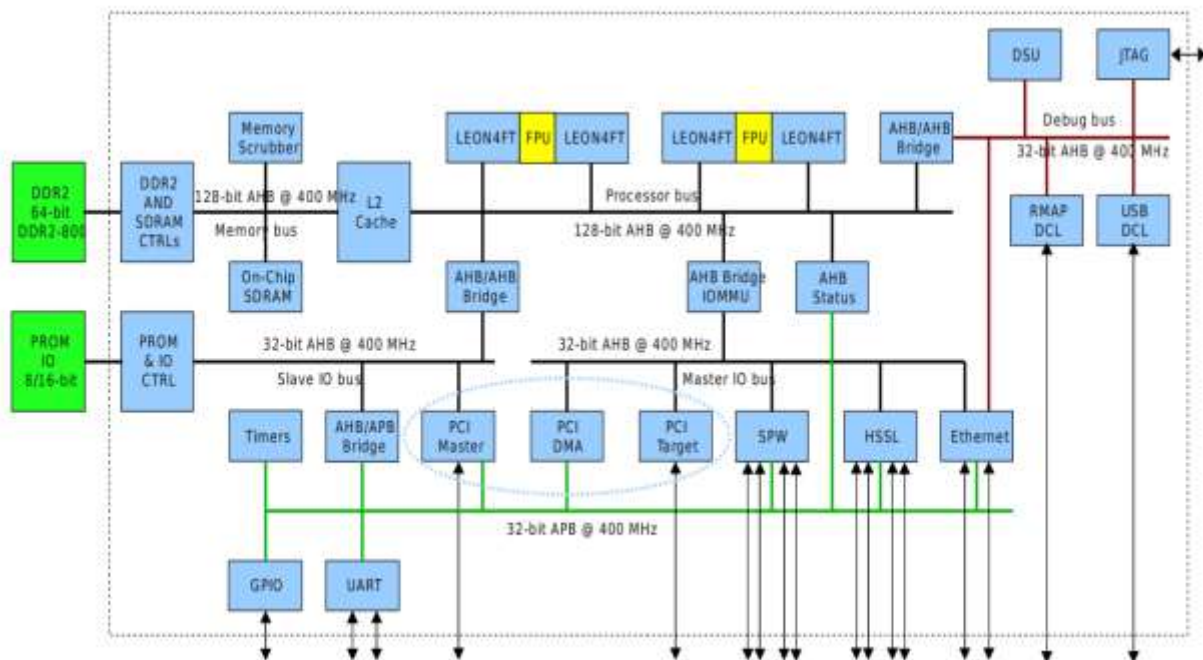 DSU
JTAG
Memory
Scrubber
LEON4FT
FPU
LEON4FT
LEON4FT
FPU
LEON4FT
AHB/AHB
Bridge
Debug bus
32-bit AHB @ 400 MHz
DDR2
64-bit
DDR2-800
DDR2
AND
SDRAM
CTRLs
128-bit AHB @ 400 MHz
Memory bus
L2
Cache
Processor bus
128-bit AHB @ 400 MHz
RMAP
DCL
USB
DCL
On-Chip
SDRAM
AHB/AHB
Bridge
AHB Bridge
IOMMU
AHB
Status
PROM
IO
8/16-bit
PROM
& IO
CTRL
32-bit AHB @ 400 MHz
Slave IO bus
32-bit AHB @ 400 MHz
Master IO bus
Timers
AHB/APB
Bridge
PCI
Master
PCI
DMA
PCI
Target
SPW
HSSL
Ethernet
32-bit APB @ 400 MHz
GPIO
UART